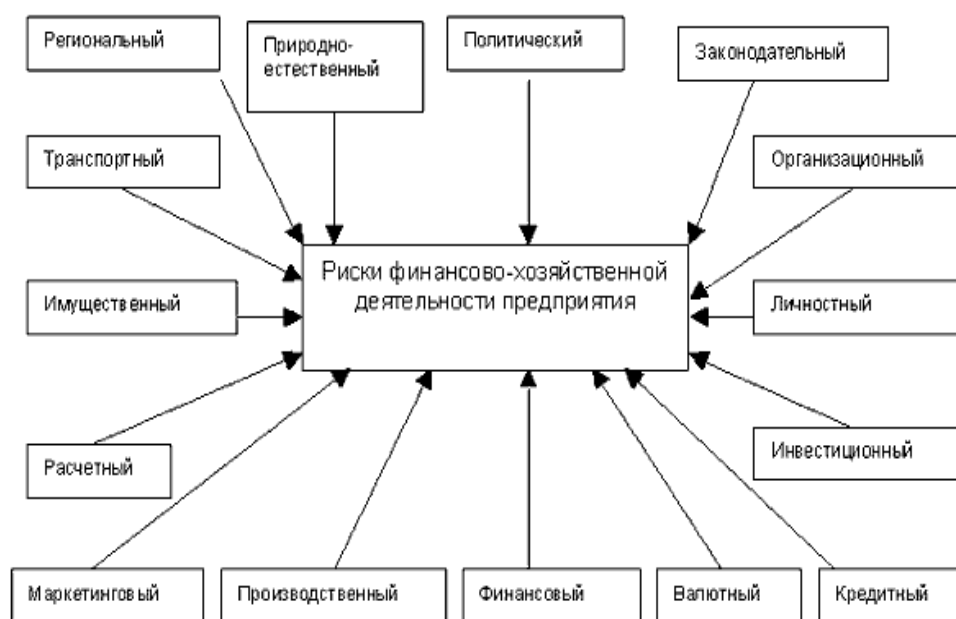 Региональный
Природно-
естественный
Политический
Законодательный
Транспортный
Организационный
Риски финансово-хозяйственной
деятельности предприятия
Имущественный
Личностный
Расчетный
Инвестиционный
Маркетинговый
Производственный
Финансовый
Валютный
Кредитный